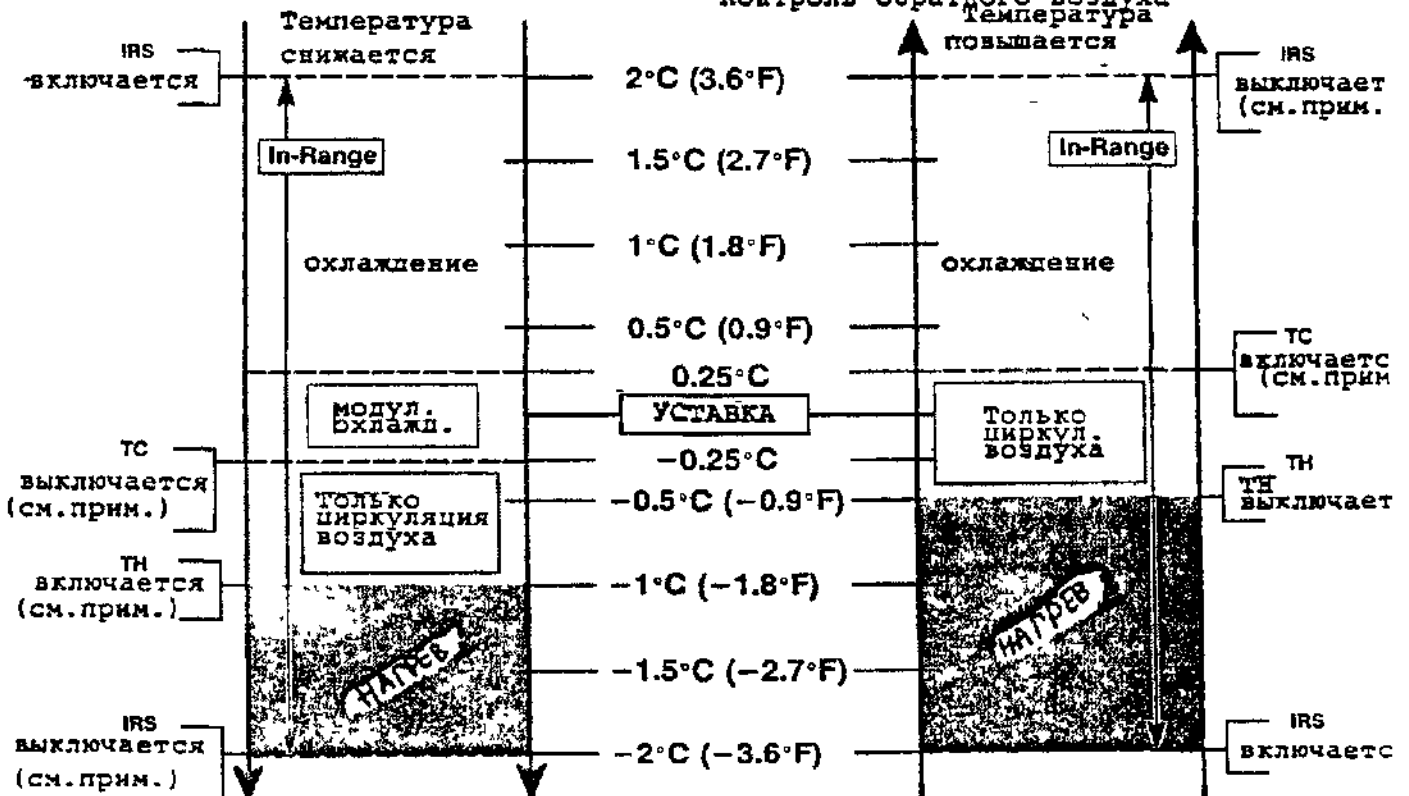 контроль обратного воздуха
Температура
снижается
Температура
повышается
IRS
включается
2°C (3.6°F)
IRS
выключает
(см.прим.
In-Range
1.5°C (2.7°F)
In-Range
охлаждение
1°C (1.8°F)
охлаждение
0.5°C (0.9°F)
0.25°C
TC
включаетс
(см.прим
модул.
охлажд.
УСТАВКА
Только
циркул.
воздуха
TC
выключается
(см.прим.)
−0.25°C
Только
циркуляция
воздуха
−0.5°C (−0.9°F)
TH
TH
выключает
TH
включается
(см.прим.)
−1°C (−1.8°F)
НАГРЕВ
НАГРЕВ
−1.5°C (−2.7°F)
IRS
выключается
(см.прим.)
−2°C (−3.6°F)
IRS
включаетс